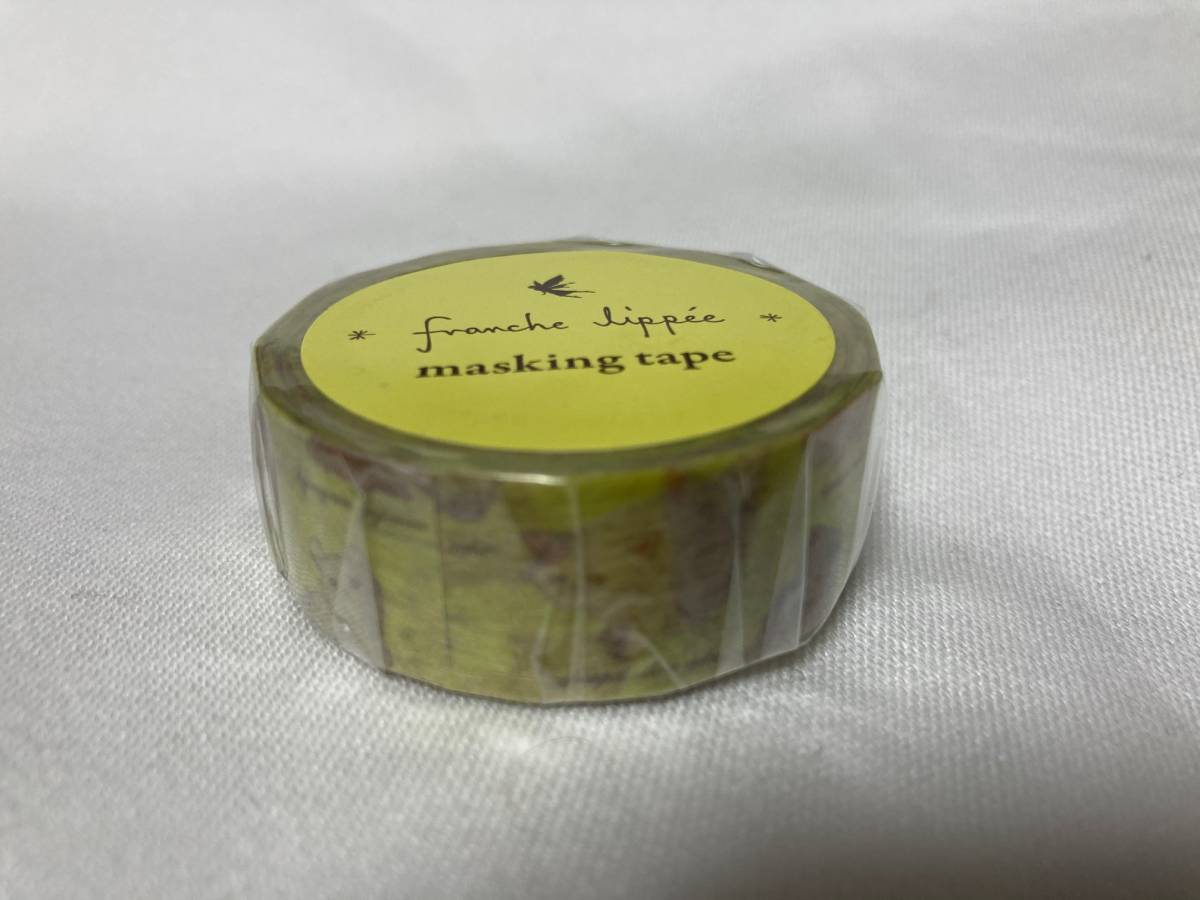 * franche lippée *
masking tape